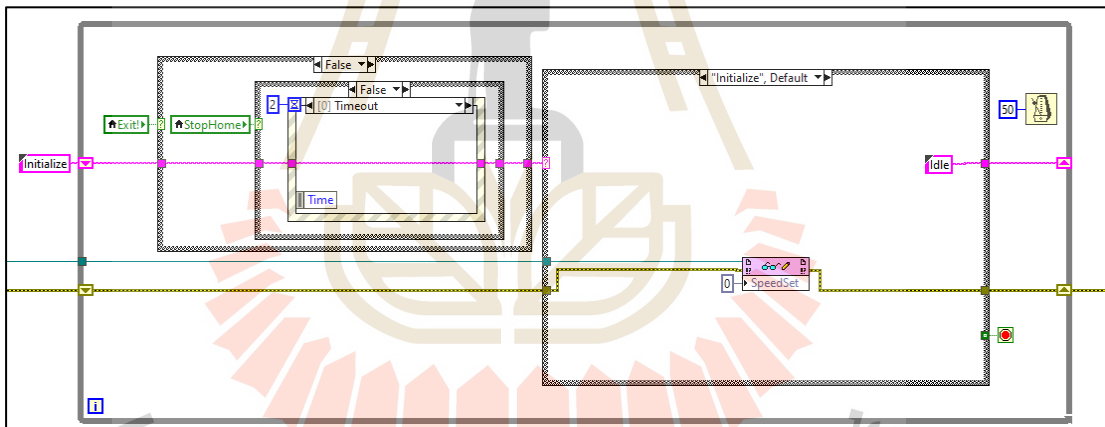 False
"Initialize", Default
False
2
[0] Timeout
50
Exit!
?
StopHome
?
Initialize
?
Idle
Time
0
SpeedSet
i